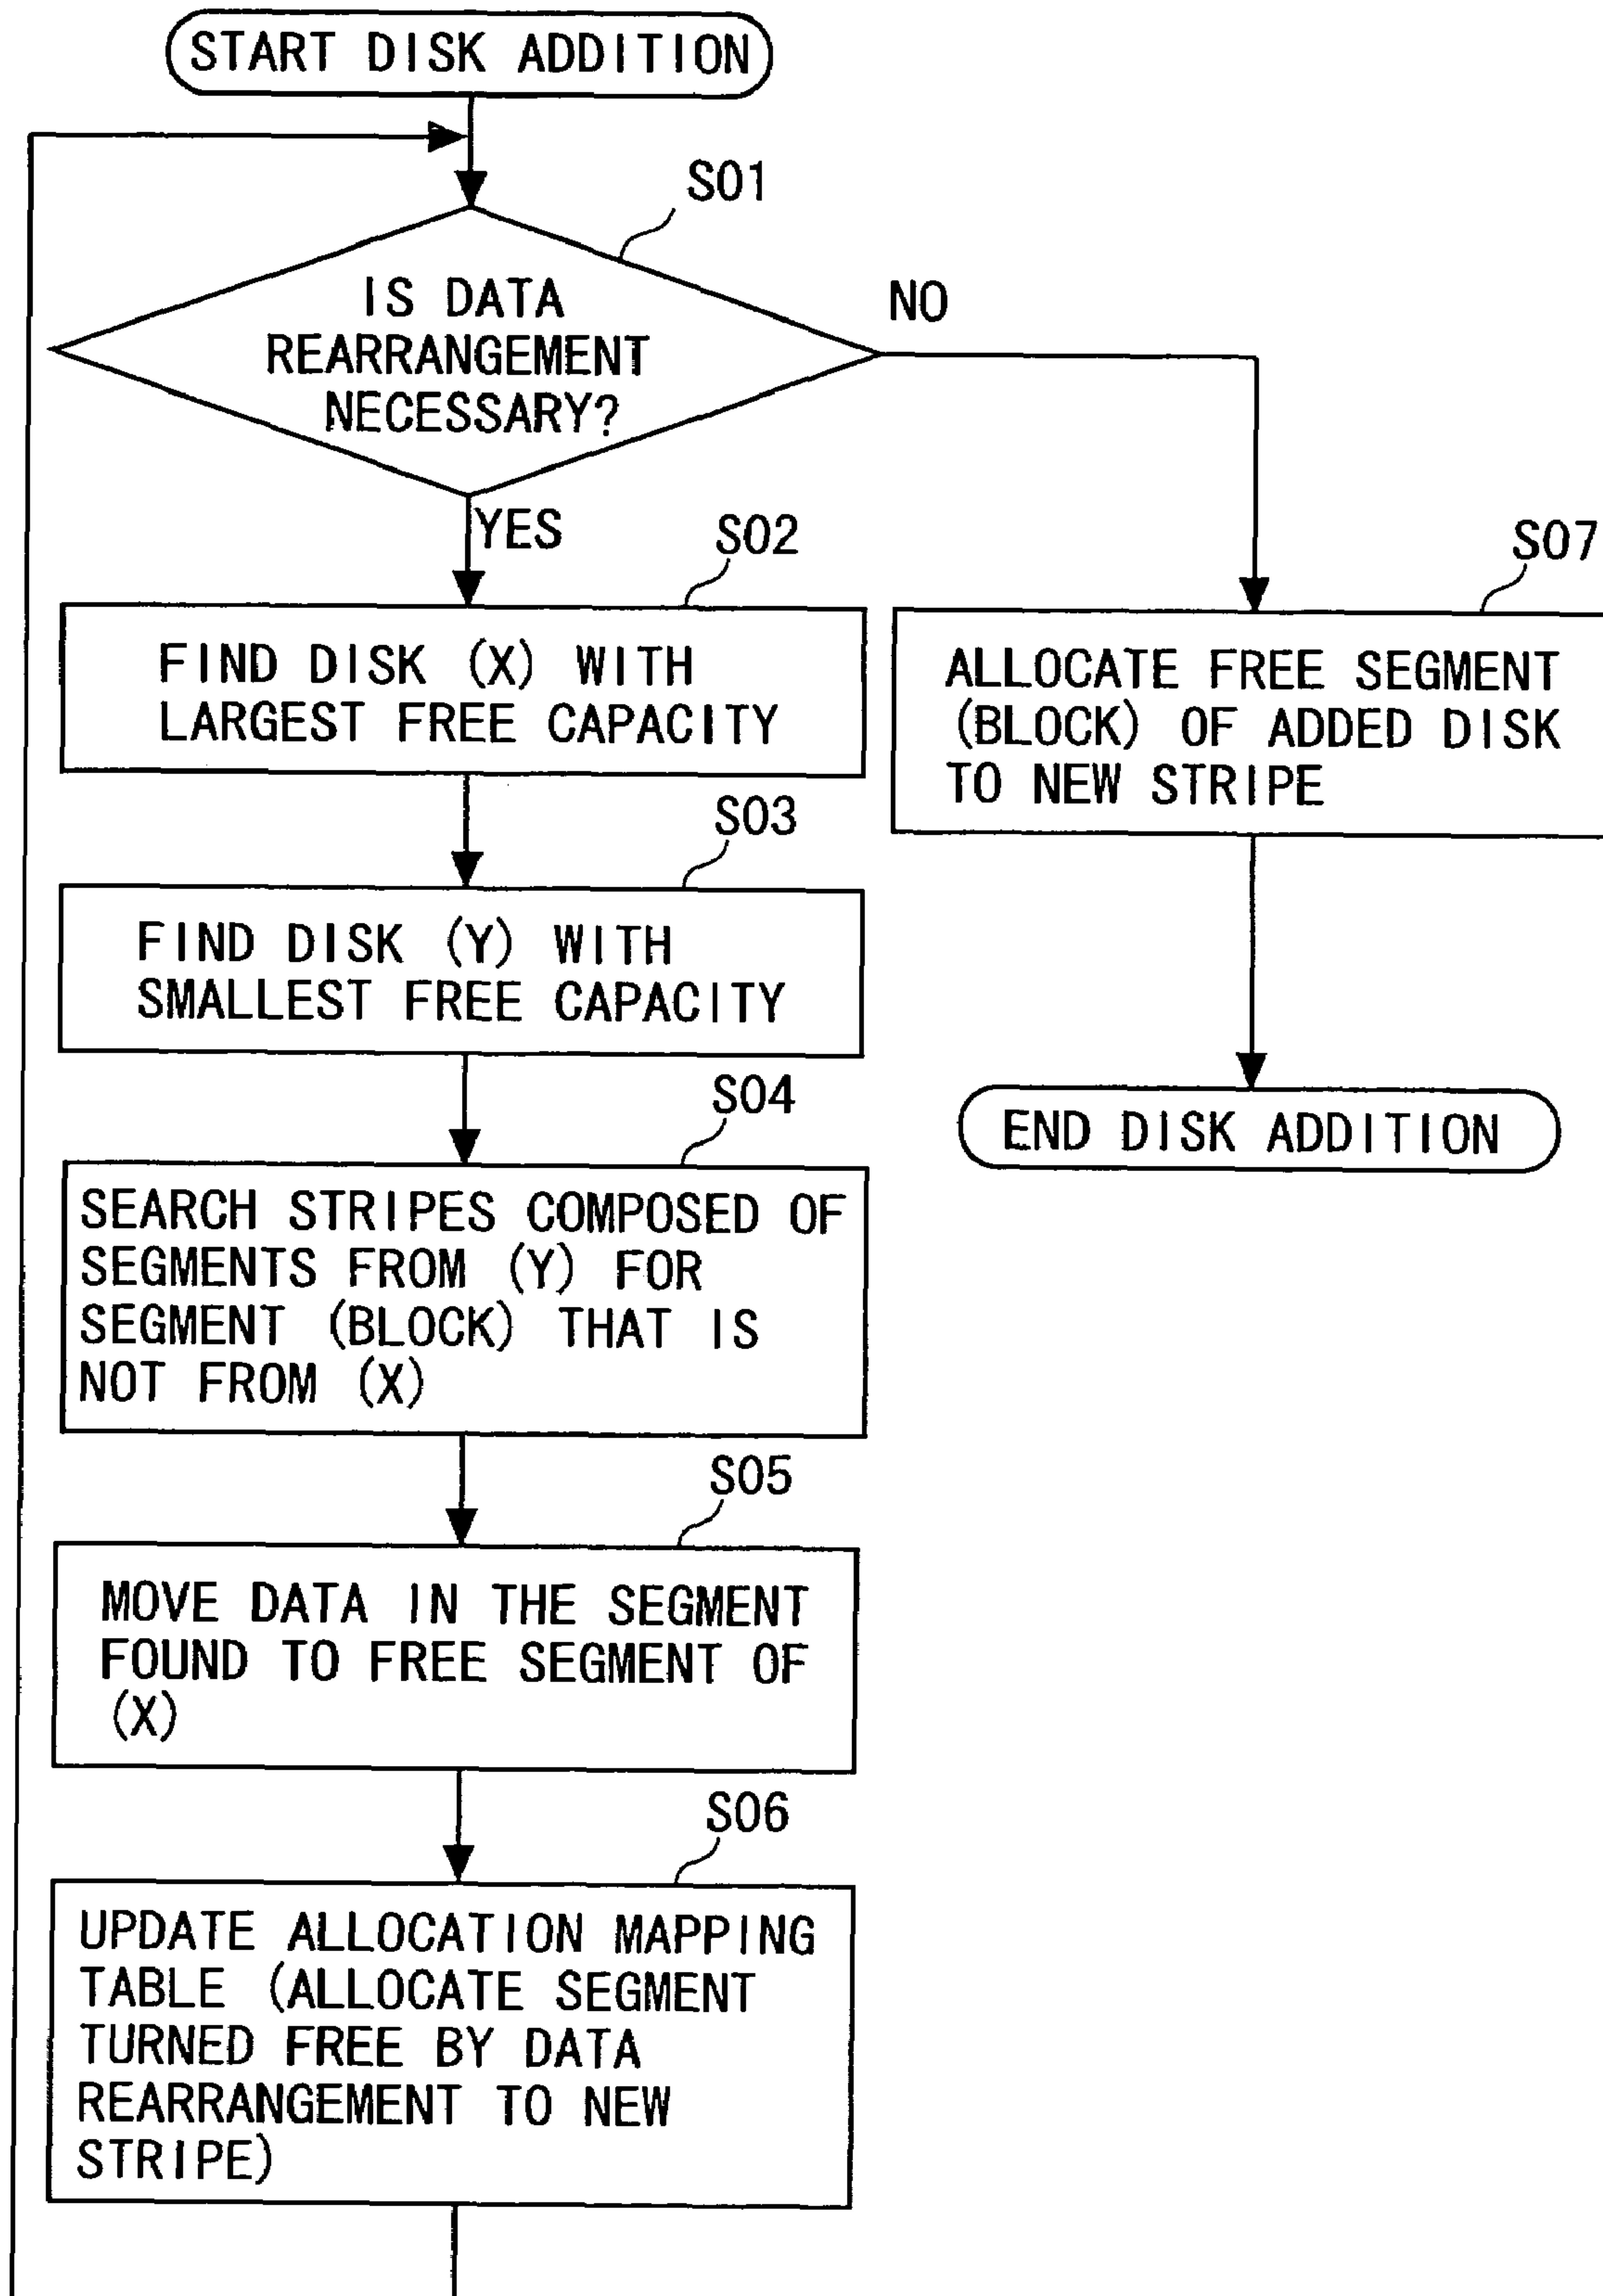 START DISK ADDITION
S01
IS DATA
REARRANGEMENT
NECESSARY?
NO
YES
S02
FIND DISK (X) WITH
LARGEST FREE CAPACITY
S07
ALLOCATE FREE SEGMENT
(BLOCK) OF ADDED DISK
TO NEW STRIPE
S03
FIND DISK (Y) WITH
SMALLEST FREE CAPACITY
END DISK ADDITION
S04
SEARCH STRIPES COMPOSED OF
SEGMENTS FROM (Y) FOR
SEGMENT (BLOCK) THAT IS
NOT FROM (X)
S05
MOVE DATA IN THE SEGMENT
FOUND TO FREE SEGMENT OF
(X)
S06
UPDATE ALLOCATION MAPPING
TABLE (ALLOCATE SEGMENT
TURNED FREE BY DATA
REARRANGEMENT TO NEW
STRIPE)